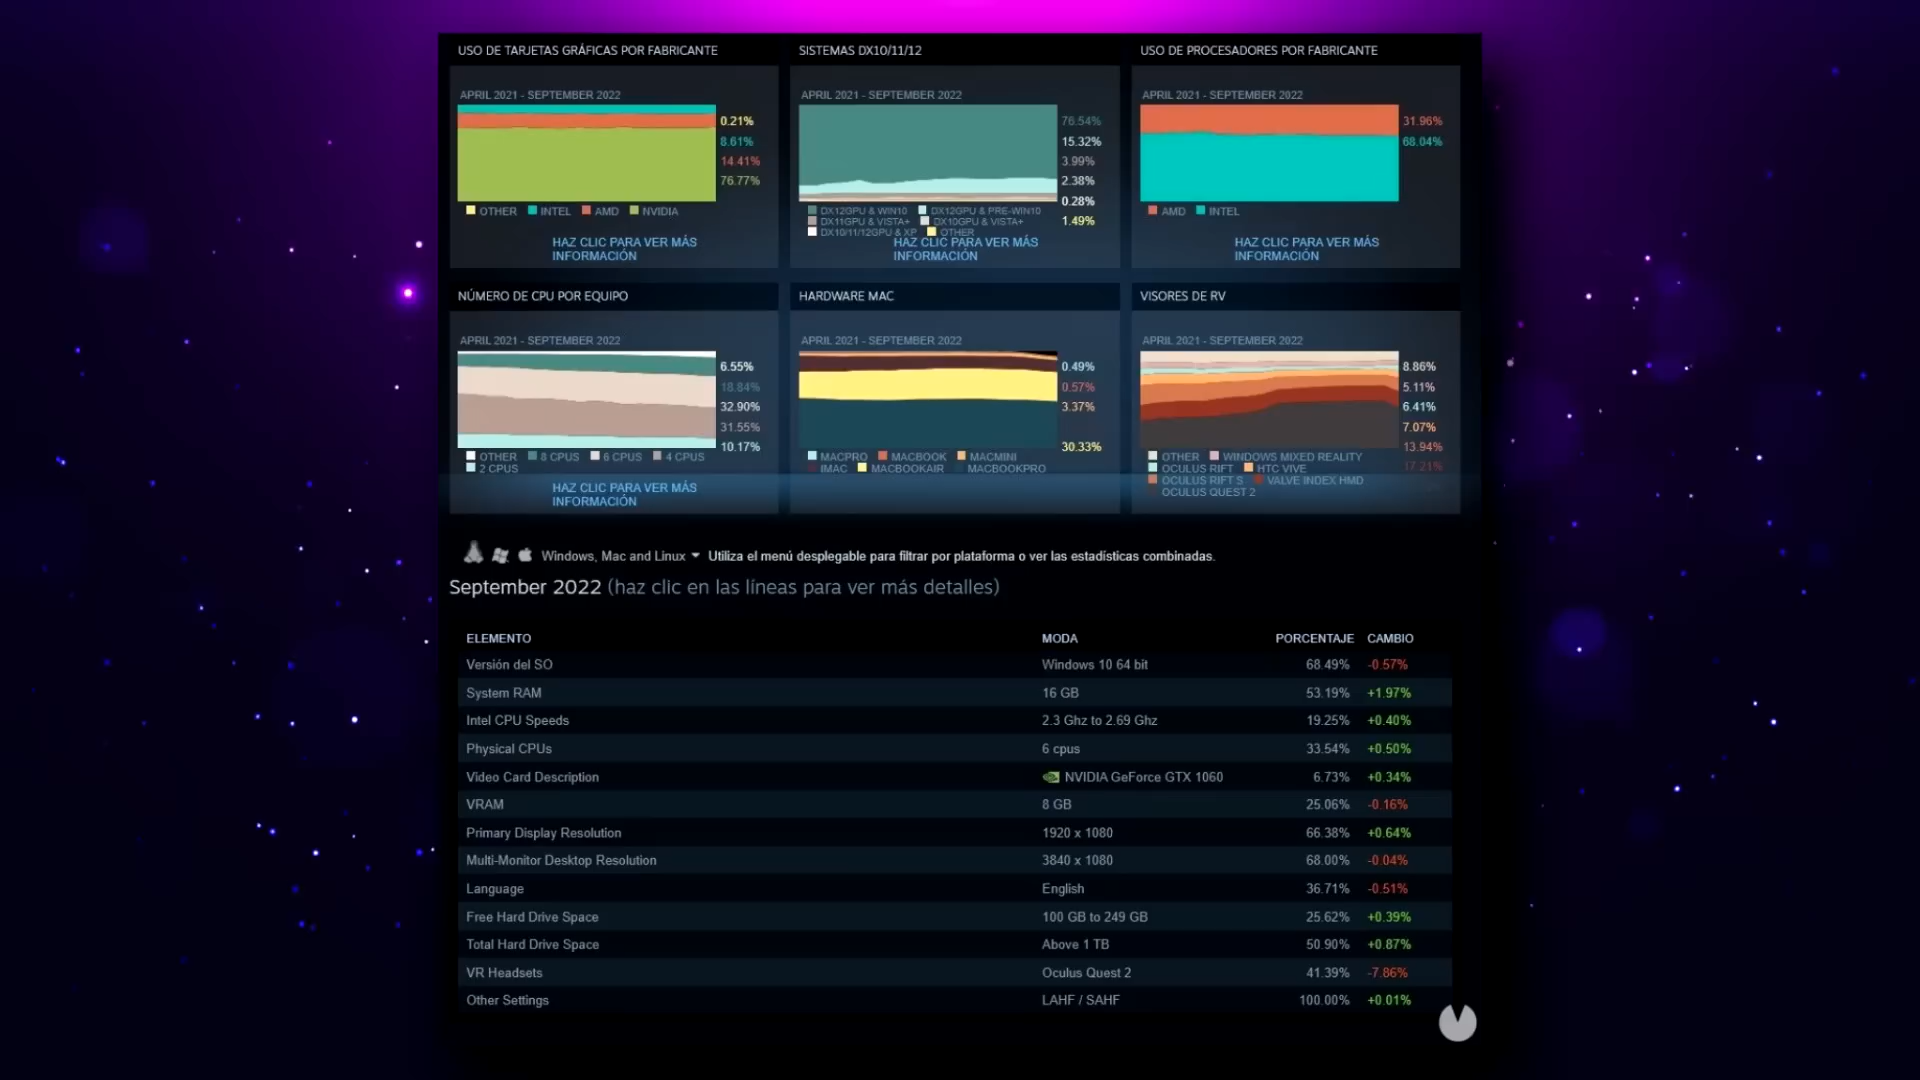 USO DE TARJETAS GRÁFICAS POR FABRICANTE
APRIL 2021 - SEPTEMBER 2022
0.21%
8.61%
14.41%
76.77%
OTHER INTEL AMD NVIDIA
HAZ CLIC PARA VER MÁS
INFORMACIÓN
SISTEMAS DX10/11/12
APRIL 2021 - SEPTEMBER 2022
76.54%
15.32%
3.99%
2.38%
0.28%
1.49%
DX12GPU & WIN10 DX12GPU & PRE-WIN10
DX11GPU & VISTA+ DX10GPU & VISTA+
DX10/11/12GPU & XP OTHER
HAZ CLIC PARA VER MÁS
INFORMACIÓN
USO DE PROCESADORES POR FABRICANTE
APRIL 2021 - SEPTEMBER 2022
31.96%
68.04%
AMD INTEL
HAZ CLIC PARA VER MÁS
INFORMACIÓN
NÚMERO DE CPU POR EQUIPO
APRIL 2021 - SEPTEMBER 2022
6.55%
18.84%
32.90%
31.55%
10.17%
OTHER 8 CPUS 6 CPUS 4 CPUS
2 CPUS
HAZ CLIC PARA VER MÁS
INFORMACIÓN
HARDWARE MAC
APRIL 2021 - SEPTEMBER 2022
0.49%
0.57%
3.37%
30.33%
MACPRO MACBOOK MACMINI
IMAC MACBOOKAIR MACBOOKPRO
VISORES DE RV
APRIL 2021 - SEPTEMBER 2022
8.86%
5.11%
6.41%
7.07%
13.94%
17.21%
OTHER WINDOWS MIXED REALITY
OCULUS RIFT HTC VIVE
OCULUS RIFT S VALVE INDEX HMD
OCULUS QUEST 2
Windows, Mac and Linux Utiliza el menú desplegable para filtrar por plataforma o ver las estadísticas combinadas.
September 2022 (haz clic en las líneas para ver más detalles)
ELEMENTO MODA PORCENTAJE CAMBIO
Versión del SO Windows 10 64 bit 68.49% -0.57%
System RAM 16 GB 53.19% +1.97%
Intel CPU Speeds 2.3 Ghz to 2.69 Ghz 19.25% +0.40%
Physical CPUs 6 cpus 33.54% +0.50%
Video Card Description NVIDIA GeForce GTX 1060 6.73% +0.34%
VRAM 8 GB 25.06% -0.16%
Primary Display Resolution 1920 x 1080 66.38% +0.64%
Multi-Monitor Desktop Resolution 3840 x 1080 68.00% -0.04%
Language English 36.71% -0.51%
Free Hard Drive Space 100 GB to 249 GB 25.62% +0.39%
Total Hard Drive Space Above 1 TB 50.90% +0.87%
VR Headsets Oculus Quest 2 41.39% -7.86%
Other Settings LAHF / SAHF 100.00% +0.01%